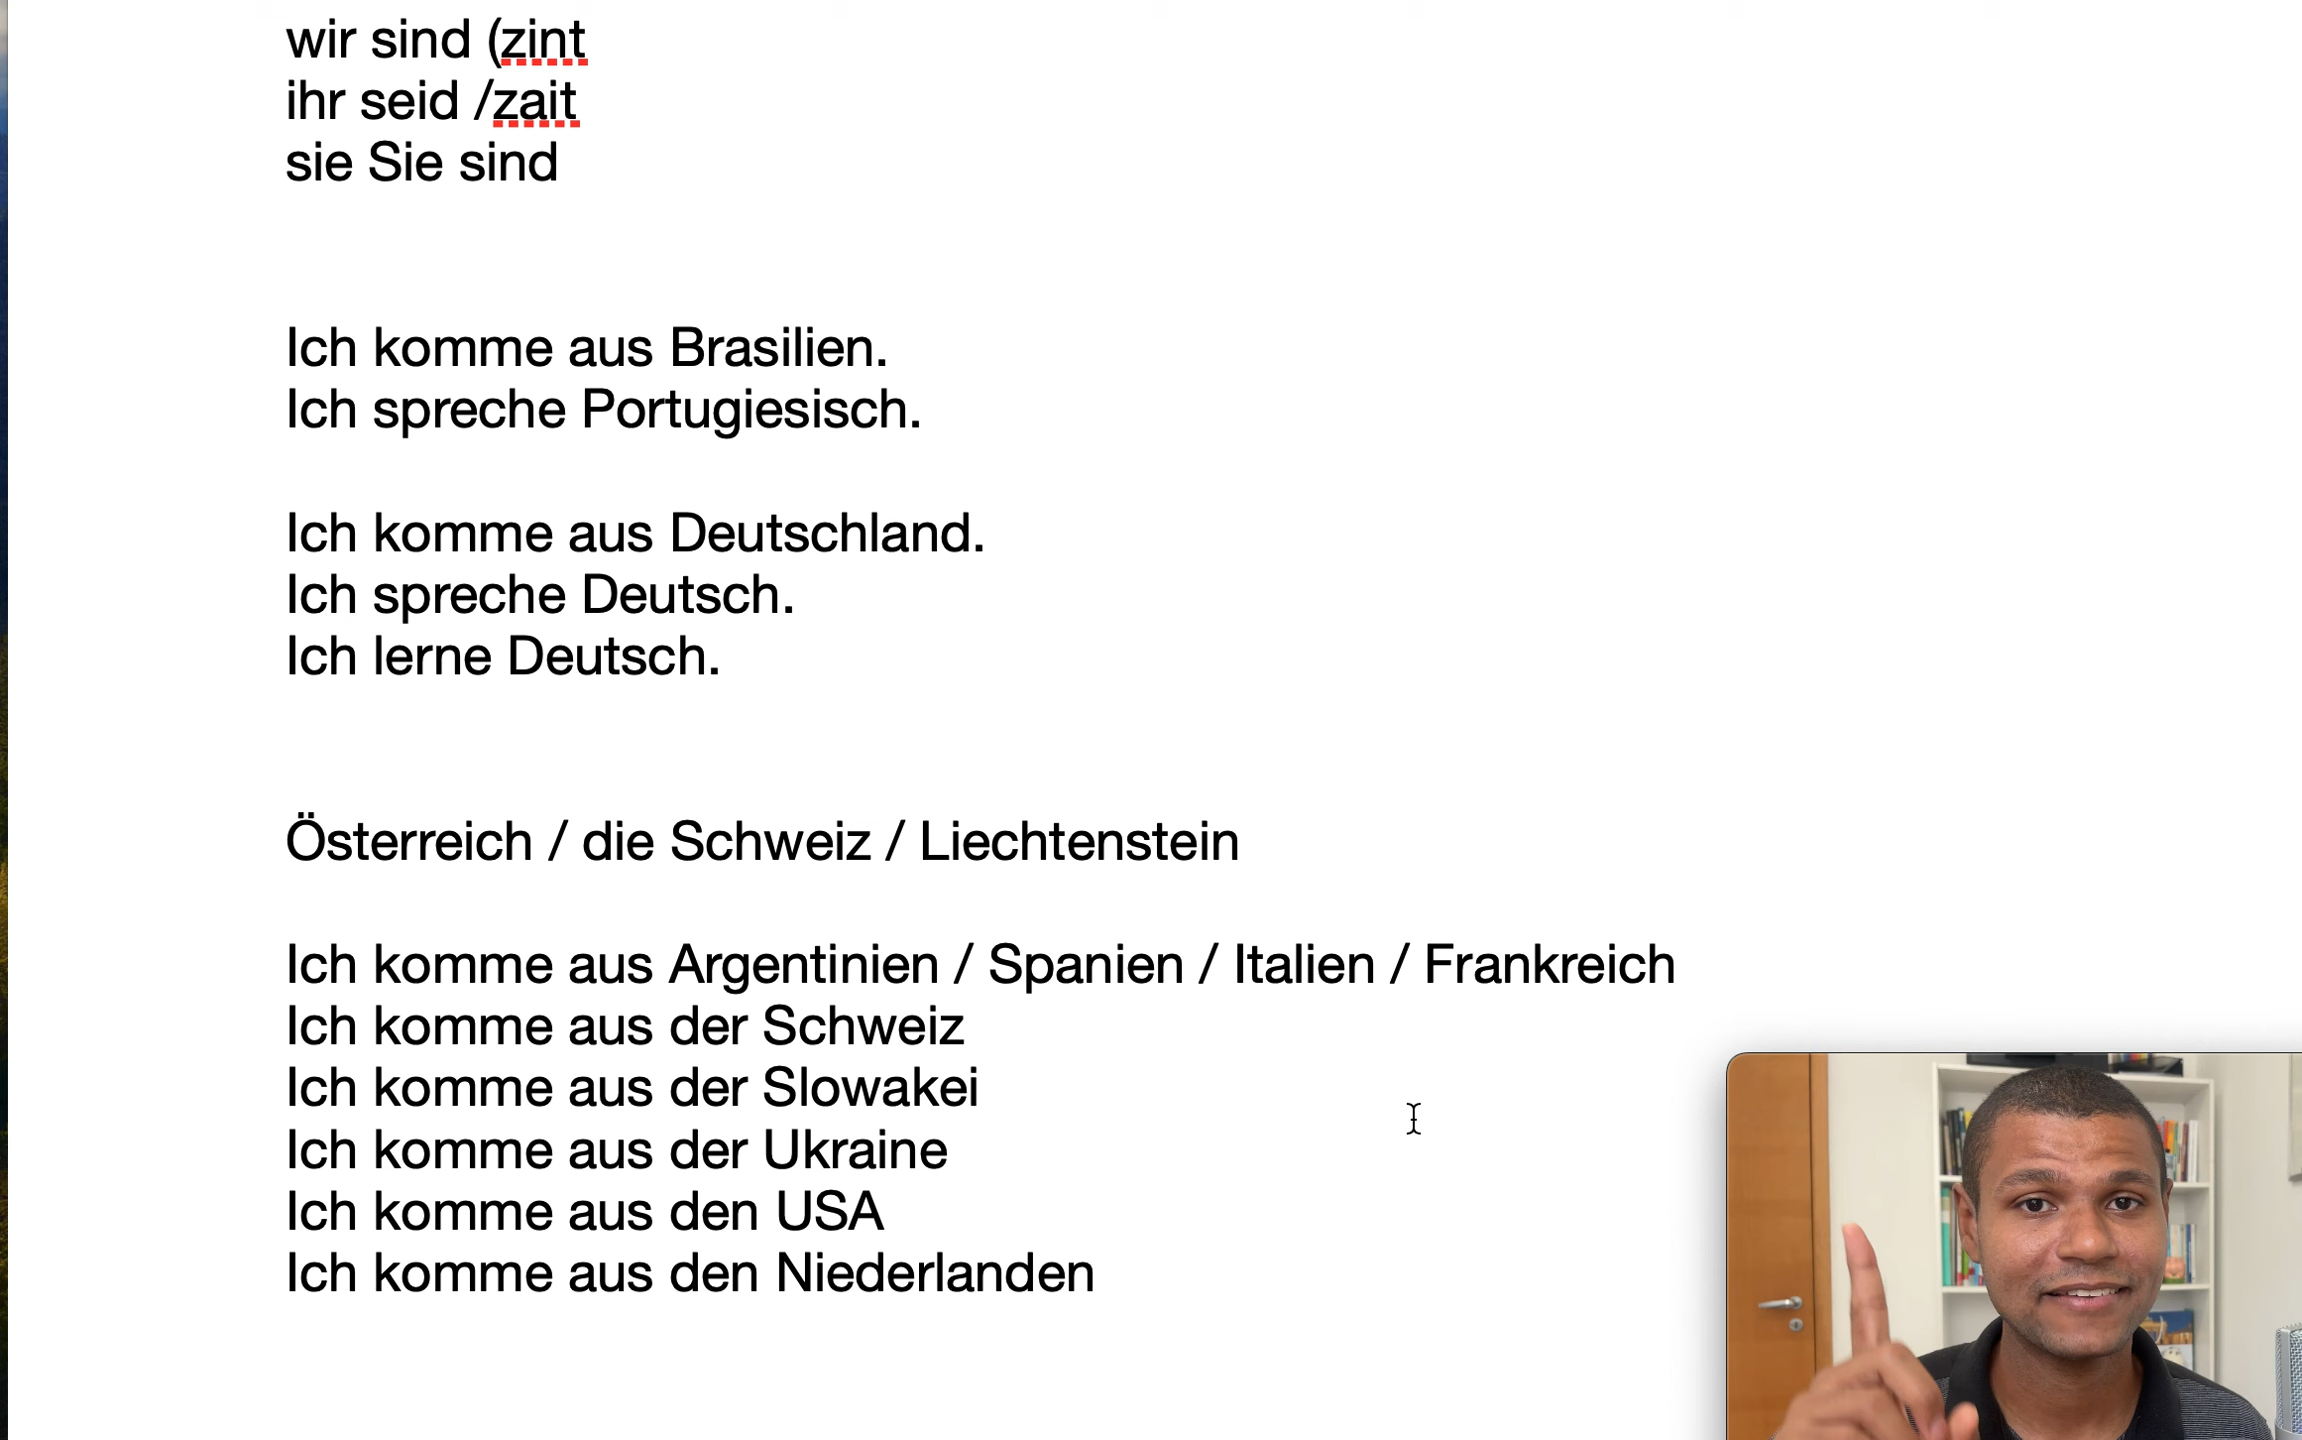 wir sind (zint
ihr seid /zait
sie Sie sind
Ich komme aus Brasilien.
Ich spreche Portugiesisch.
Ich komme aus Deutschland.
Ich spreche Deutsch.
Ich lerne Deutsch.
Österreich / die Schweiz / Liechtenstein
Ich komme aus Argentinien / Spanien / Italien / Frankreich
Ich komme aus der Schweiz
Ich komme aus der Slowakei
Ich komme aus der Ukraine
Ich komme aus den USA
Ich komme aus den Niederlanden